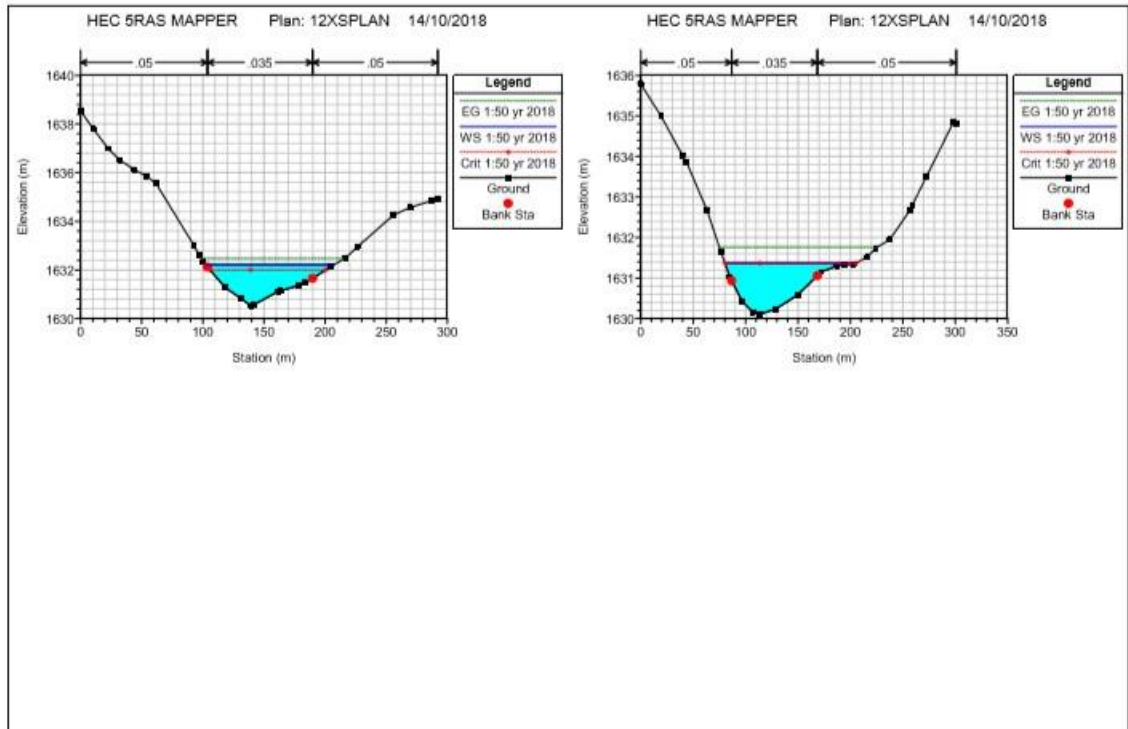 HEC 5RAS MAPPER Plan: 12XSPLAN 14/10/2018
.05 .035 .05
1640
1638
1636
1634
1632
1630
Elevation (m)
0 50 100 150 200 250 300
Station (m)
Legend
EG 1:50 yr 2018
WS 1:50 yr 2018
Crit 1:50 yr 2018
Ground
Bank Sta
HEC 5RAS MAPPER Plan: 12XSPLAN 14/10/2018
.05 .035 .05
1636
1635
1634
1633
1632
1631
1630
Elevation (m)
0 50 100 150 200 250 300 350
Station (m)
Legend
EG 1:50 yr 2018
WS 1:50 yr 2018
Crit 1:50 yr 2018
Ground
Bank Sta